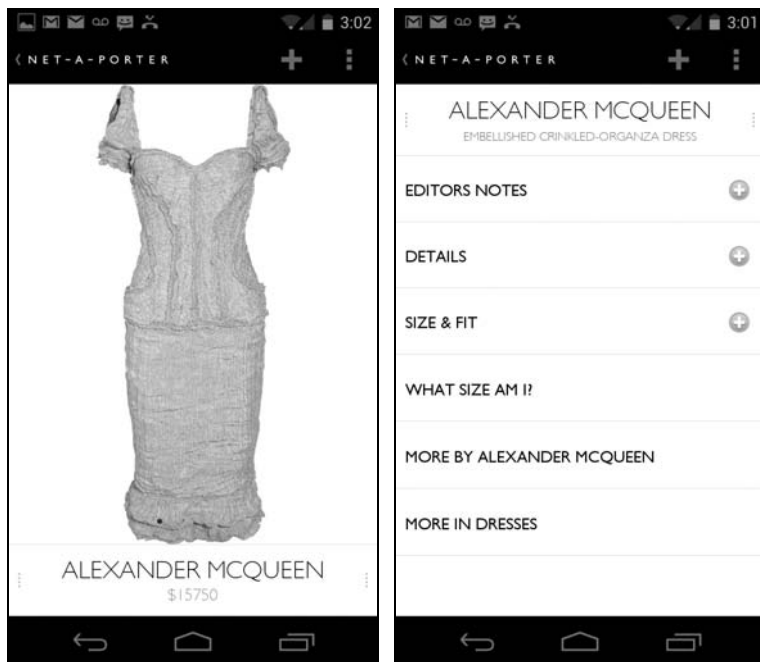 3:02
NET-A-PORTER
ALEXANDER MCQUEEN
$15750
3:01
NET-A-PORTER
ALEXANDER MCQUEEN
EMBELLISHED CRINKLED-ORGANZA DRESS
EDITORS NOTES
DETAILS
SIZE & FIT
WHAT SIZE AM I?
MORE BY ALEXANDER MCQUEEN
MORE IN DRESSES